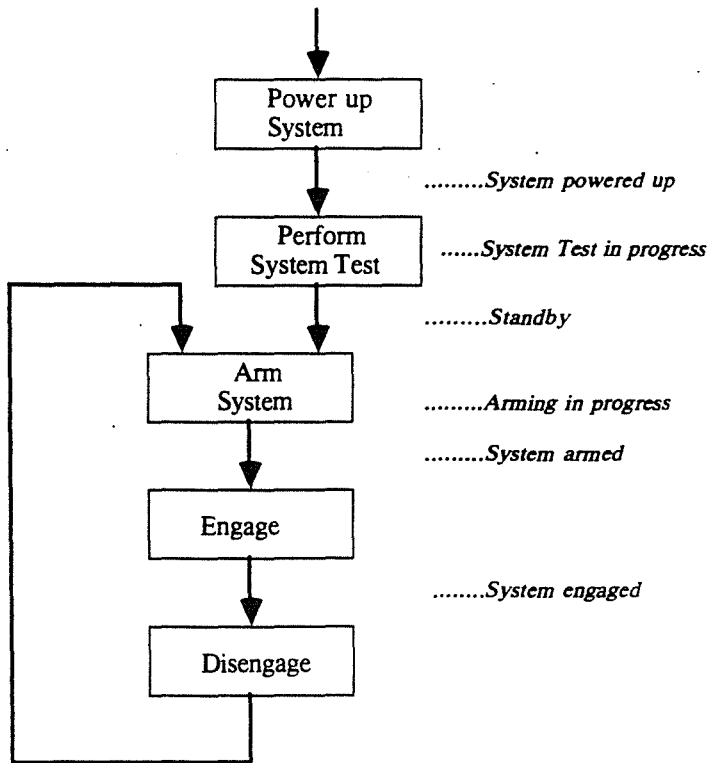 Power up
System
.........System powered up
Perform
System Test
......System Test in progress
.........Standby
Arm
System
.........Arming in progress
.........System armed
Engage
........System engaged
Disengage